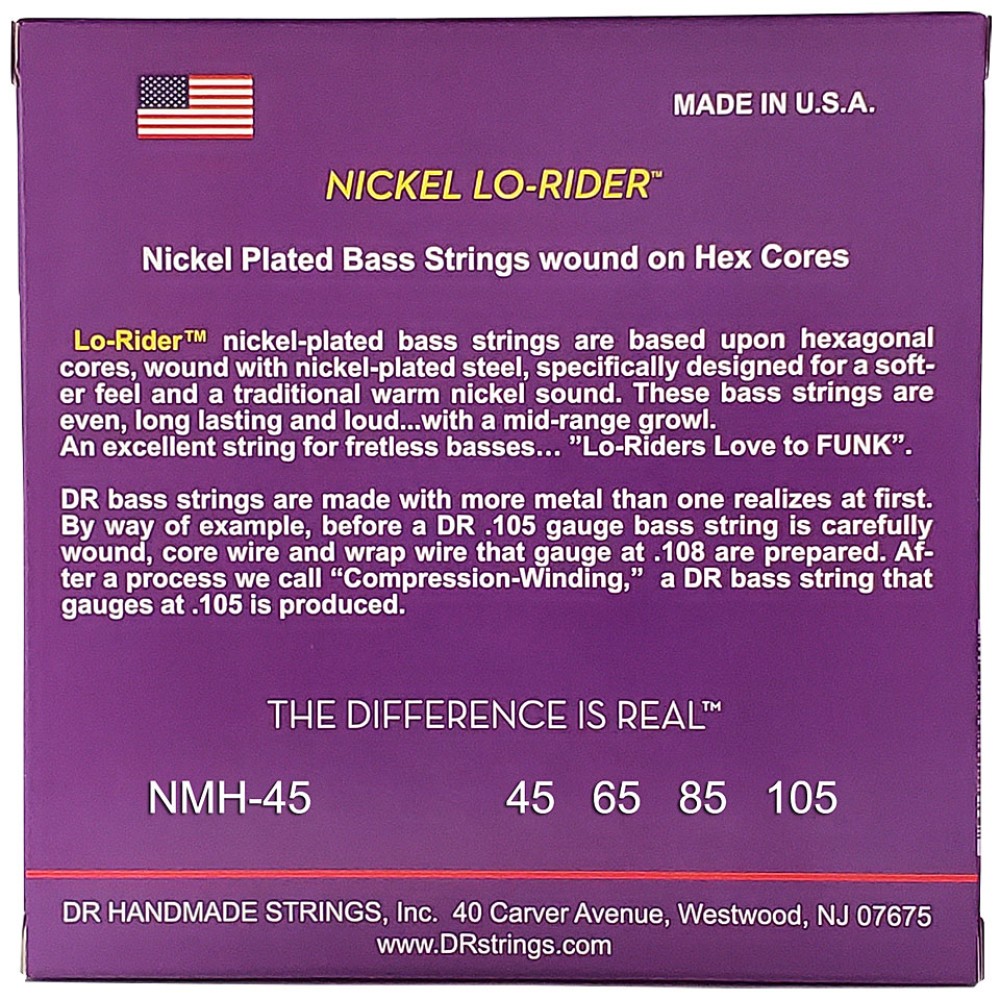 MADE IN U.S.A.
NICKEL LO-RIDER™
Nickel Plated Bass Strings wound on Hex Cores
Lo-Rider™ nickel-plated bass strings are based upon hexagonal
cores, wound with nickel-plated steel, specifically designed for a soft-
er feel and a traditional warm nickel sound. These bass strings are
even, long lasting and loud...with a mid-range growl.
An excellent string for fretless basses... ”Lo-Riders Love to FUNK”.
DR bass strings are made with more metal than one realizes at first.
By way of example, before a DR .105 gauge bass string is carefully
wound, core wire and wrap wire that gauge at .108 are prepared. Af-
ter a process we call “Compression-Winding,” a DR bass string that
gauges at .105 is produced.
THE DIFFERENCE IS REAL™
NMH-45 45 65 85 105
DR HANDMADE STRINGS, Inc. 40 Carver Avenue, Westwood, NJ 07675
www.DRstrings.com